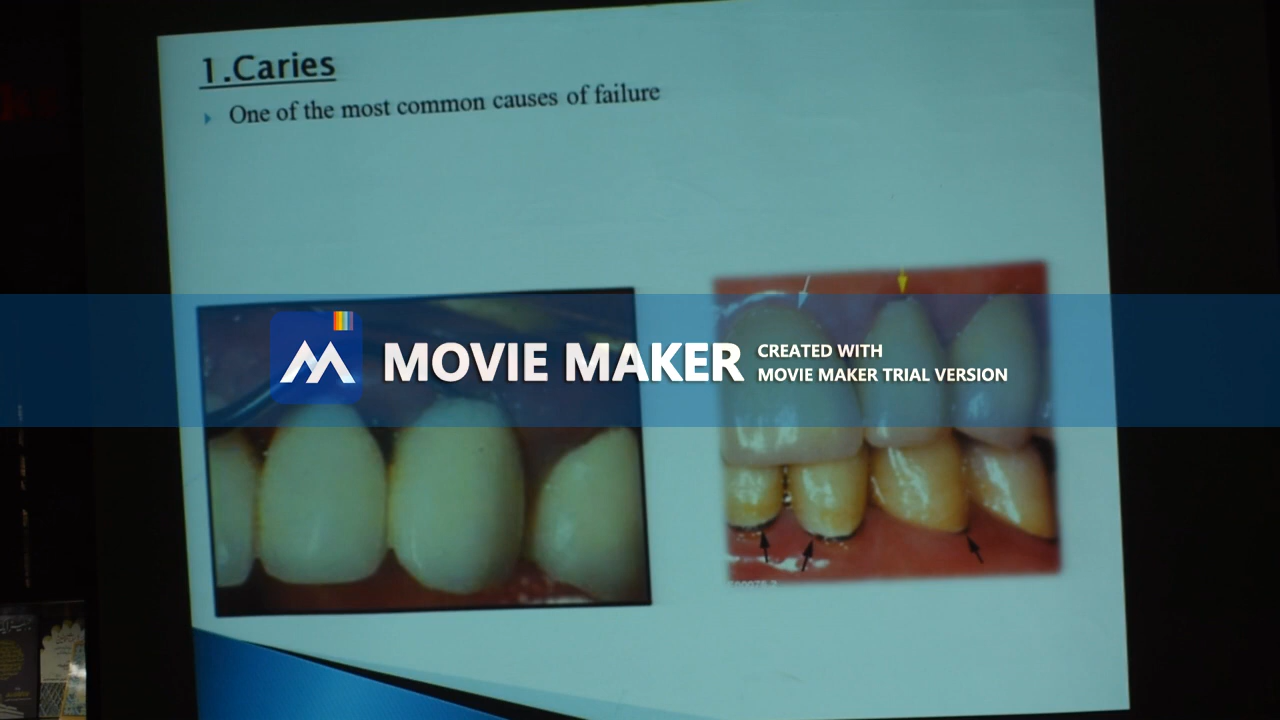 1.Caries
One of the most common causes of failure
MOVIE MAKER
CREATED WITH
MOVIE MAKER TRIAL VERSION